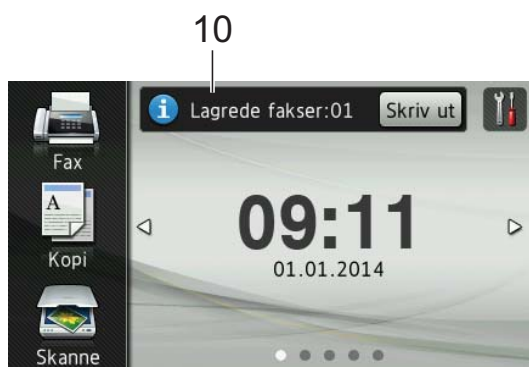 10
Lagrede fakser:01 Skriv ut
Fax
A
Kopi
09:11
01.01.2014
Skanne